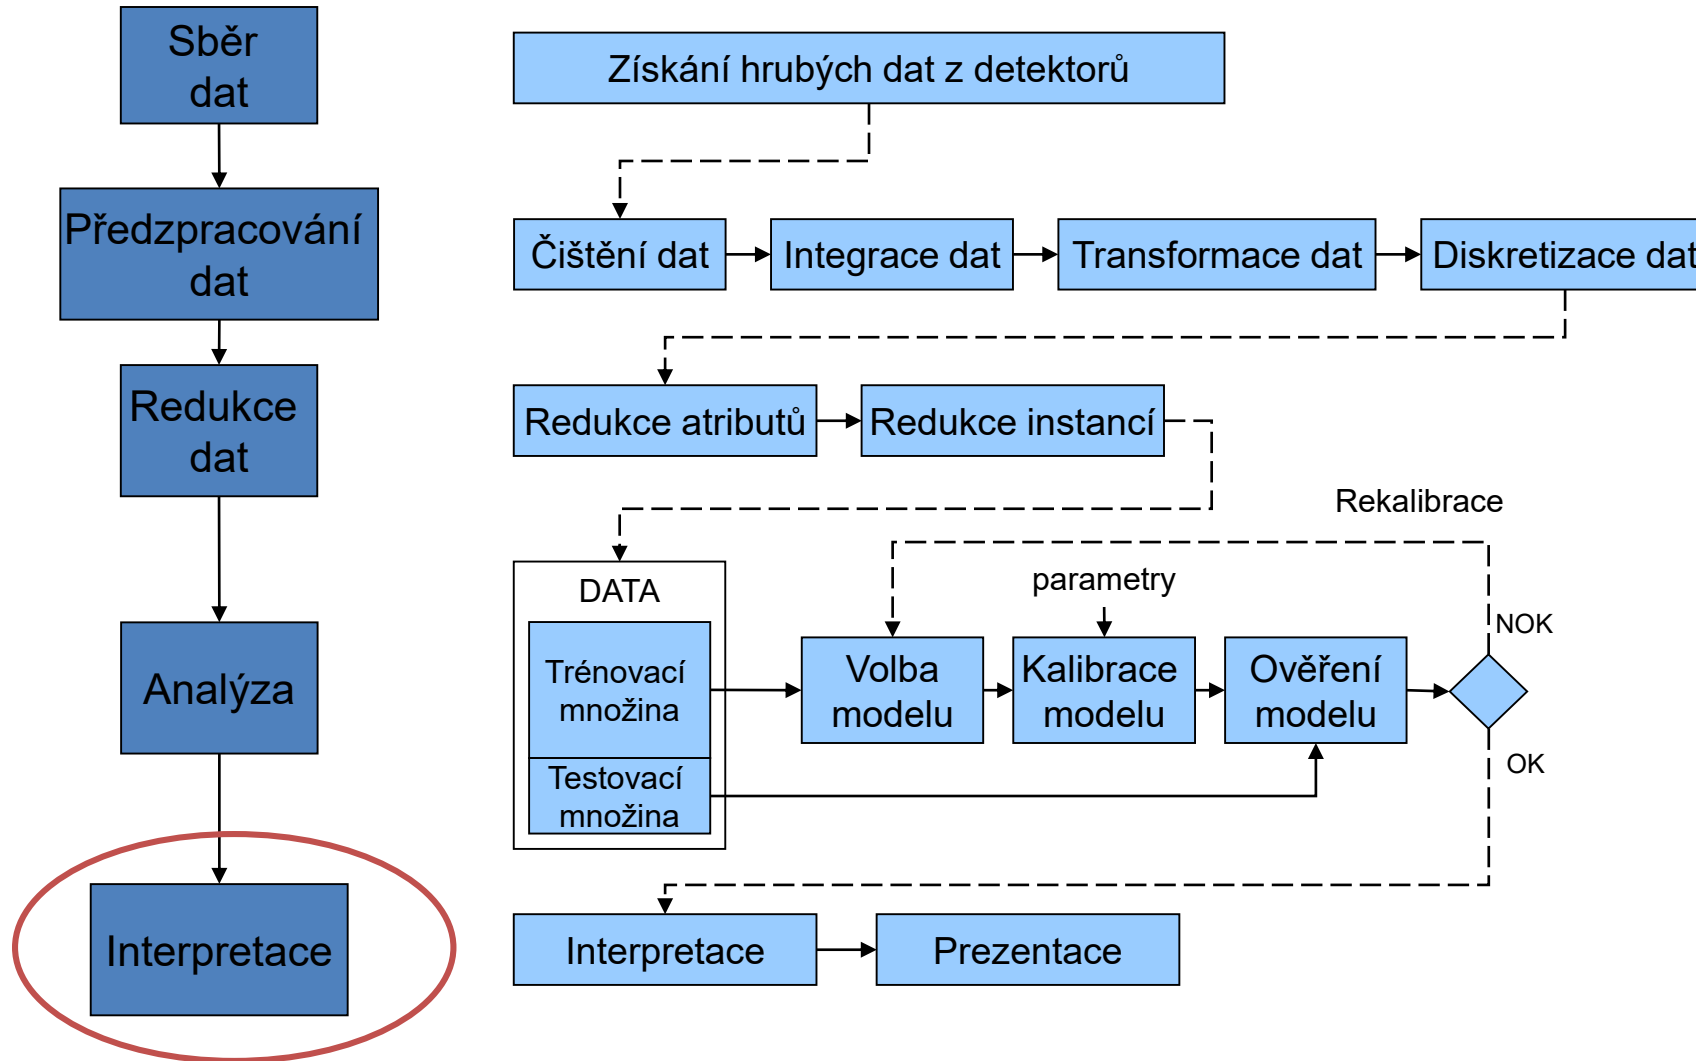 Sběr
dat
Získání hrubých dat z detektorů
Předzpracování
dat
Čištění dat
Integrace dat
Transformace dat
Diskretizace dat
Redukce
dat
Redukce atributů
Redukce instancí
Rekalibrace
DATA
parametry
NOK
Trénovací
množina
Volba
modelu
Kalibrace
modelu
Ověření
modelu
Analýza
Testovací
množina
OK
Interpretace
Interpretace
Prezentace